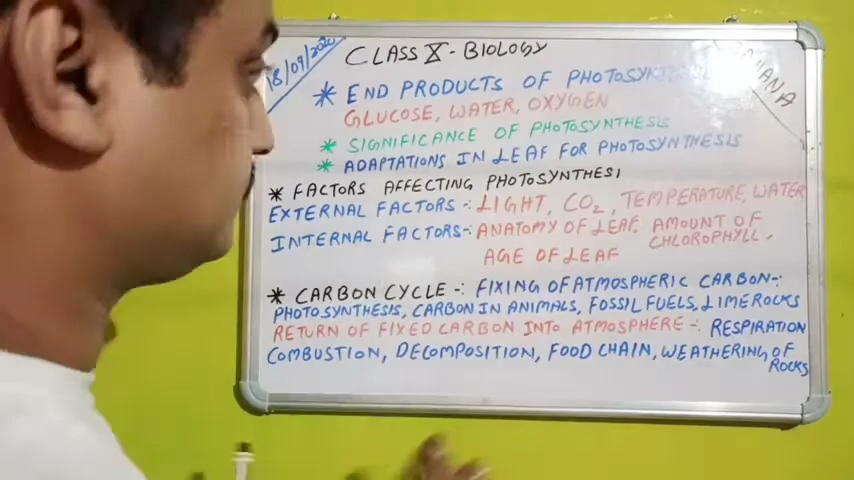 18/09/2020
CLASS X - BIOLOGY
* END PRODUCTS OF
GLUCOSE, WATER, OXYGEN
* SIGNIFICANCE OF PHOTOSYNTHESIS
* ADAPTATIONS IN LEAF FOR PHOTOSYNTHESIS
* FACTORS AFFECTING PHOTOSYNTHESI
EXTERNAL FACTORS -: LIGHT, CO2, TEMPERATURE, WATER
INTERNAL FACTORS -: ANATOMY OF LEAF, AMOUNT OF
CHLOROPHYLL,
AGE OF LEAF
* CARBON CYCLE -: FIXING OF ATMOSPHERIC CARBON -:
PHOTOSYNTHESIS, CARBON IN ANIMALS, FOSSIL FUELS, LIMEROCKS
RETURN OF FIXED CARBON INTO ATMOSPHERE -: RESPIRATION
COMBUSTION, DECOMPOSITION, FOOD CHAIN, WEATHERING OF
ROCKS